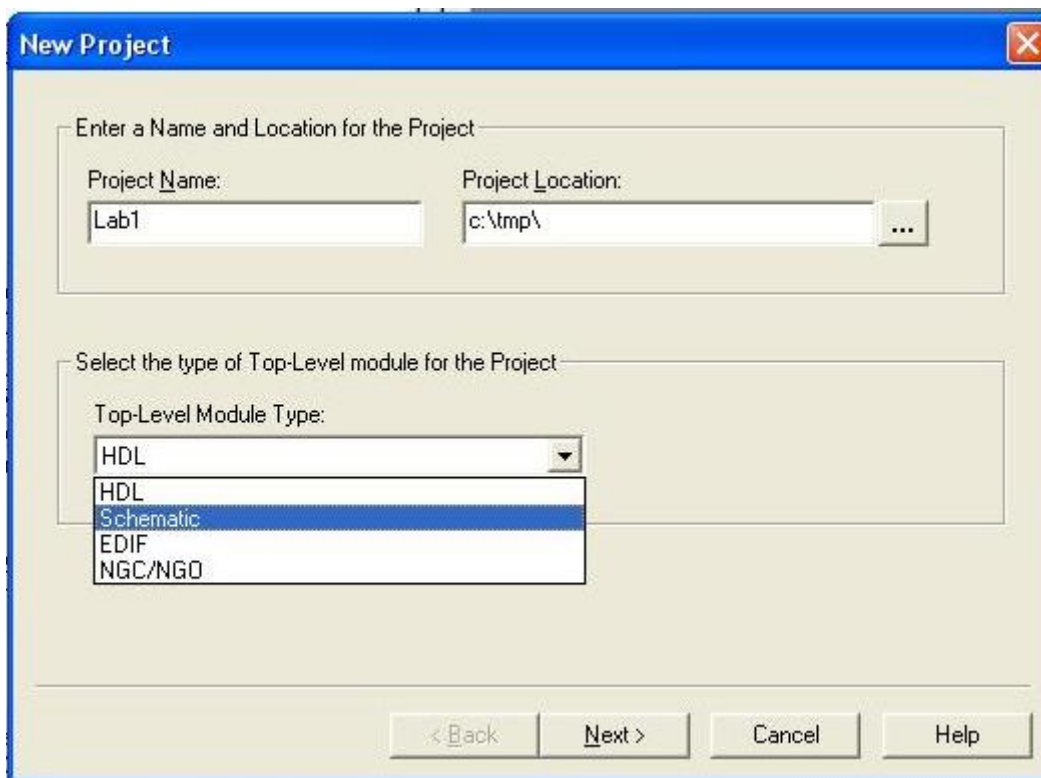 New Project
Enter a Name and Location for the Project
Project Name:
Project Location:
Lab1
c:\tmp\
...
Select the type of Top-Level module for the Project
Top-Level Module Type:
HDL
HDL
Schematic
EDIF
NGC/NGO
< Back
Next >
Cancel
Help